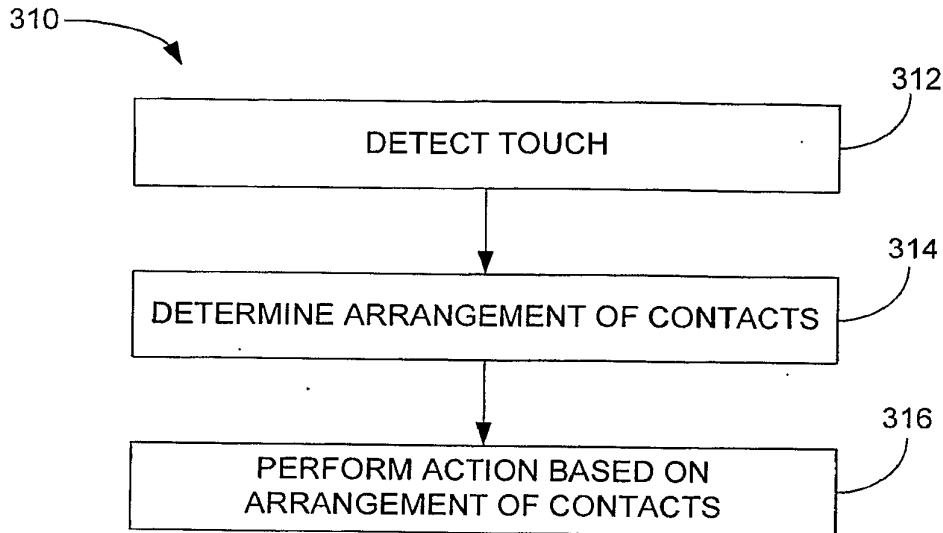 310
312
DETECT TOUCH
314
DETERMINE ARRANGEMENT OF CONTACTS
316
PERFORM ACTION BASED ON
ARRANGEMENT OF CONTACTS